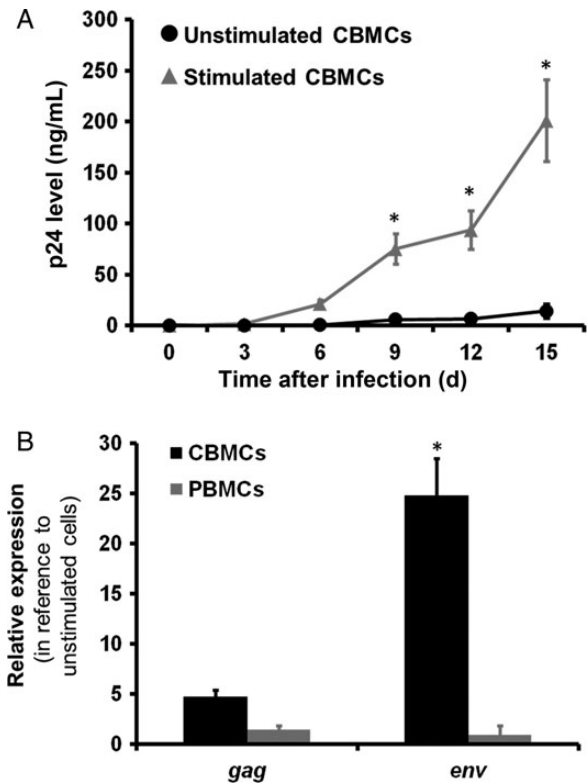 A
Unstimulated CBMCs
Stimulated CBMCs
p24 level (ng/mL)
300
250
200
150
100
50
0
*
*
*
0 3 6 9 12 15
Time after infection (d)
B
CBMCs
PBMCs
Relative expression
(in reference to
unstimulated cells)
30
25
20
15
10
5
0
*
gag env